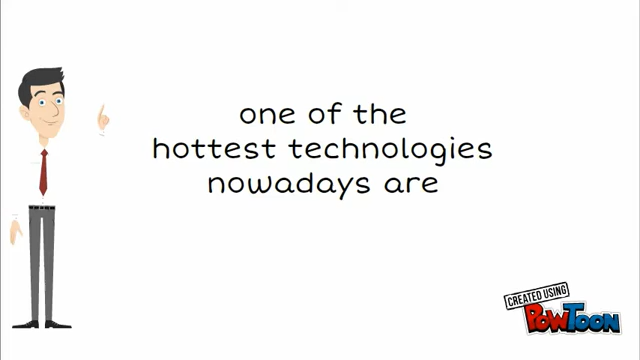 one of the
hottest technologies
nowadays are
CREATED USING
PowToon